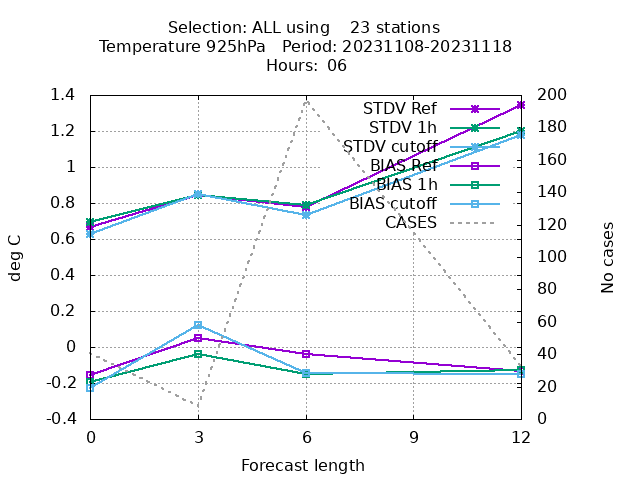 Selection: ALL using    23 stations
Temperature 925hPa   Period: 20231108-20231118
Hours: 06
1.4
1.2
1
0.8
0.6
0.4
0.2
0
-0.2
-0.4
deg C
200
180
160
140
120
100
80
60
40
20
0
No cases
STDV Ref
STDV 1h
STDV cutoff
BIAS Ref
BIAS 1h
BIAS cutoff
CASES
0 3 6 9 12
Forecast length